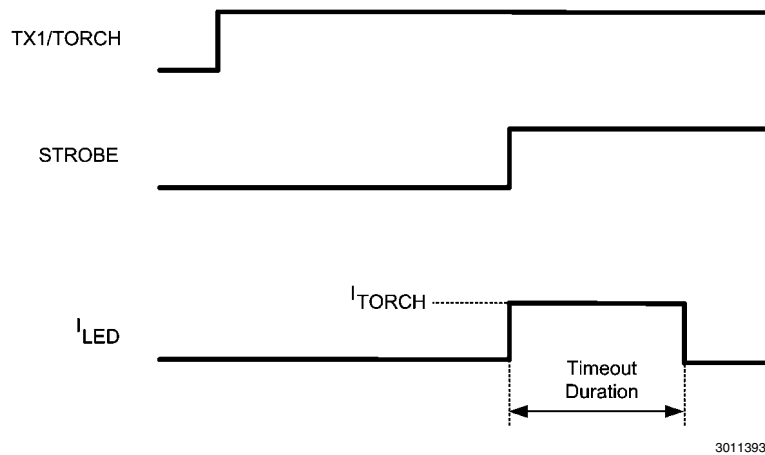 TX1/TORCH
STROBE
ITORCH
ILED
Timeout
Duration
3011393